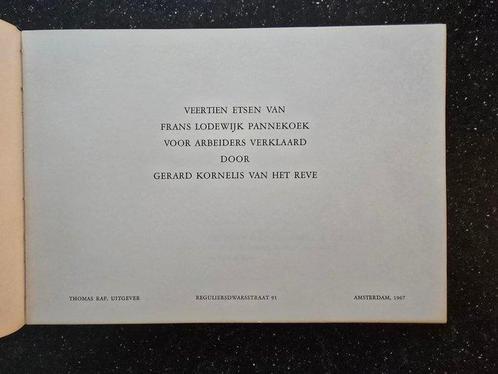 VEERTIEN ETSEN VAN
FRANS LODEWIJK PANNEKOEK
VOOR ARBEIDERS VERKLAARD
DOOR
GERARD KORNELIS VAN HET REVE
THOMAS RAP, UITGEVER REGULIERSDWARSSTRAAT 91 AMSTERDAM, 1967